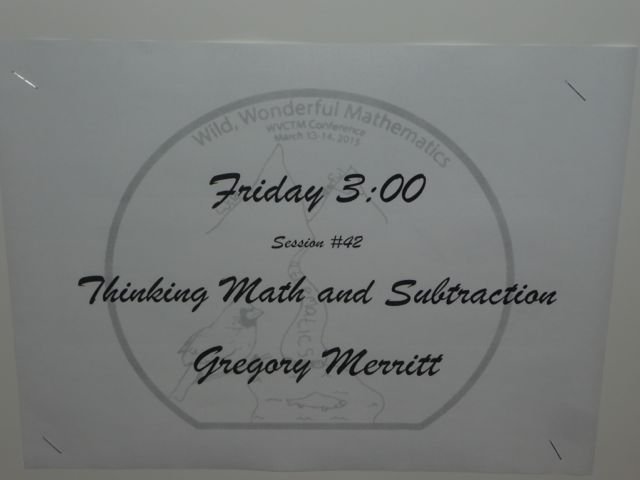 Wild, Wonderful Mathematics
WVCTM Conference
March 13-14, 2015
Friday 3:00
Session #42
Thinking Math and Subtraction
Gregory Merritt